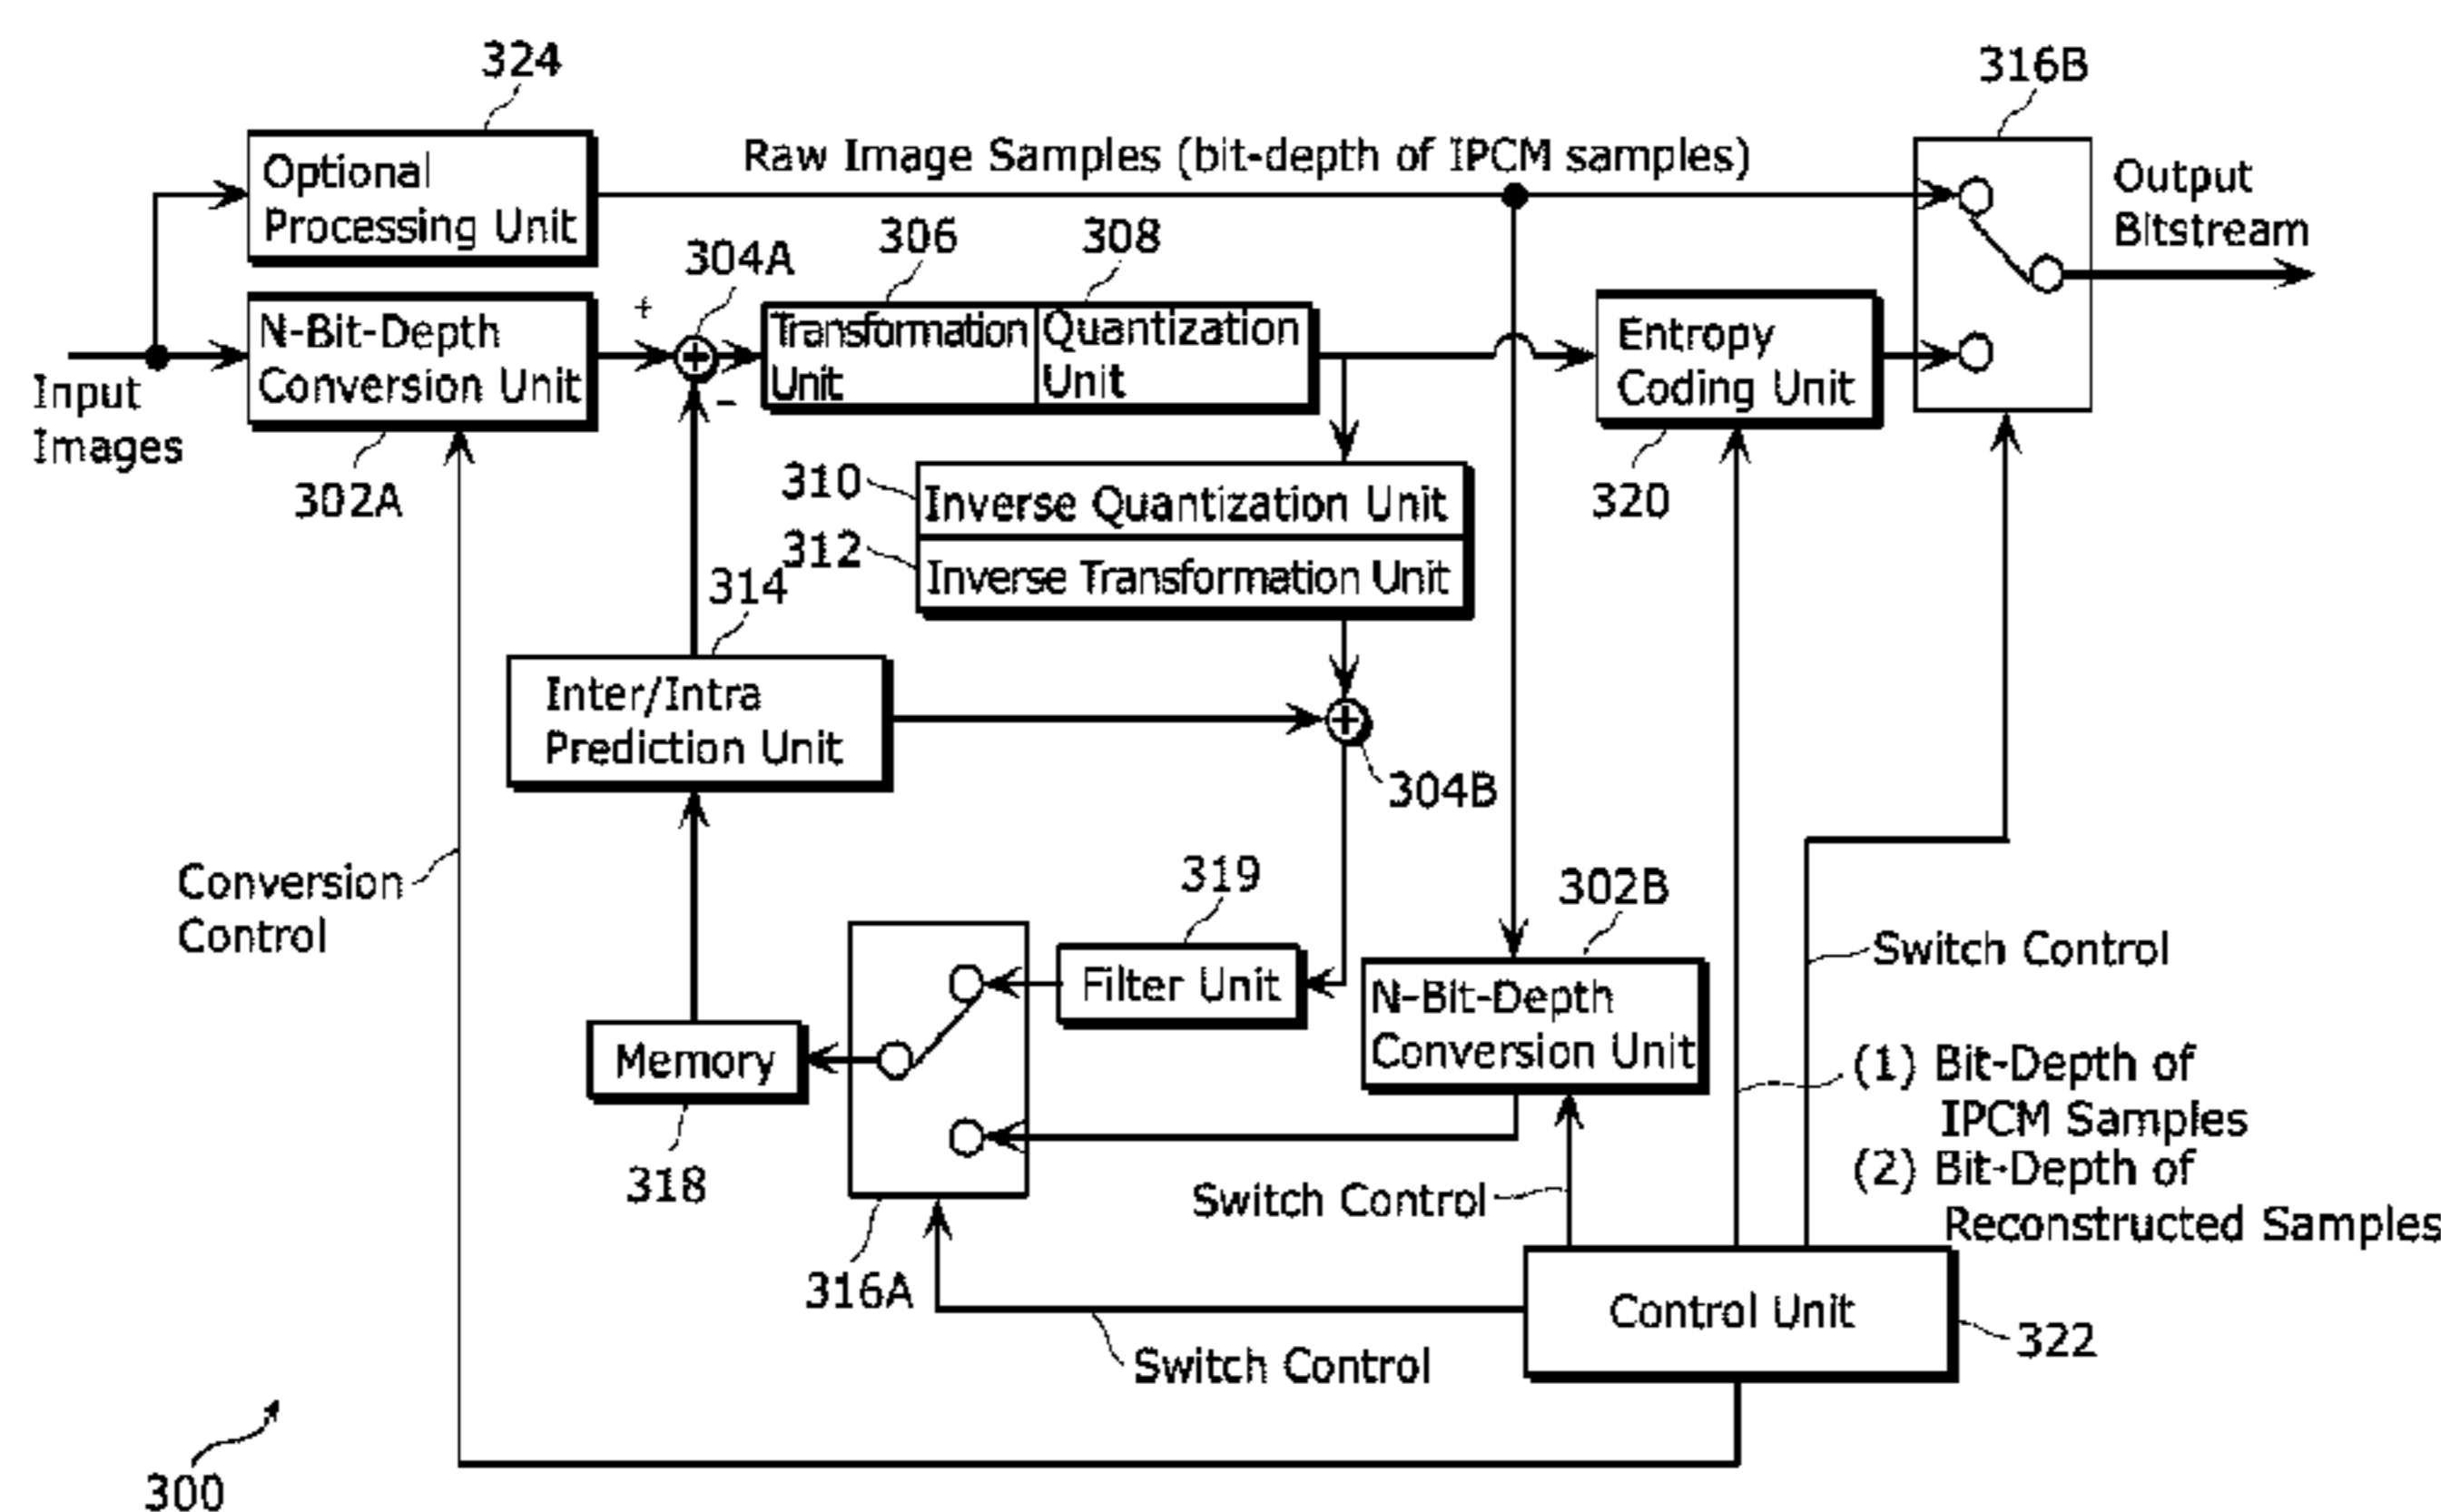 324
316B
Raw Image Samples (bit-depth of IPCM samples)
Optional
Processing Unit
Output
Bitstream
304A
306
308
+
N-Bit-Depth
Conversion Unit
Transformation
Unit
Quantization
Unit
Entropy
Coding Unit
Input
Images
-
302A
310
Inverse Quantization Unit
320
312
Inverse Transformation Unit
314
Inter/Intra
Prediction Unit
304B
Conversion
Control
319
302B
Switch Control
Filter Unit
N-Bit-Depth
Conversion Unit
Memory
(1) Bit-Depth of
IPCM Samples
(2) Bit-Depth of
Reconstructed Samples
318
Switch Control
316A
Control Unit
322
Switch Control
300